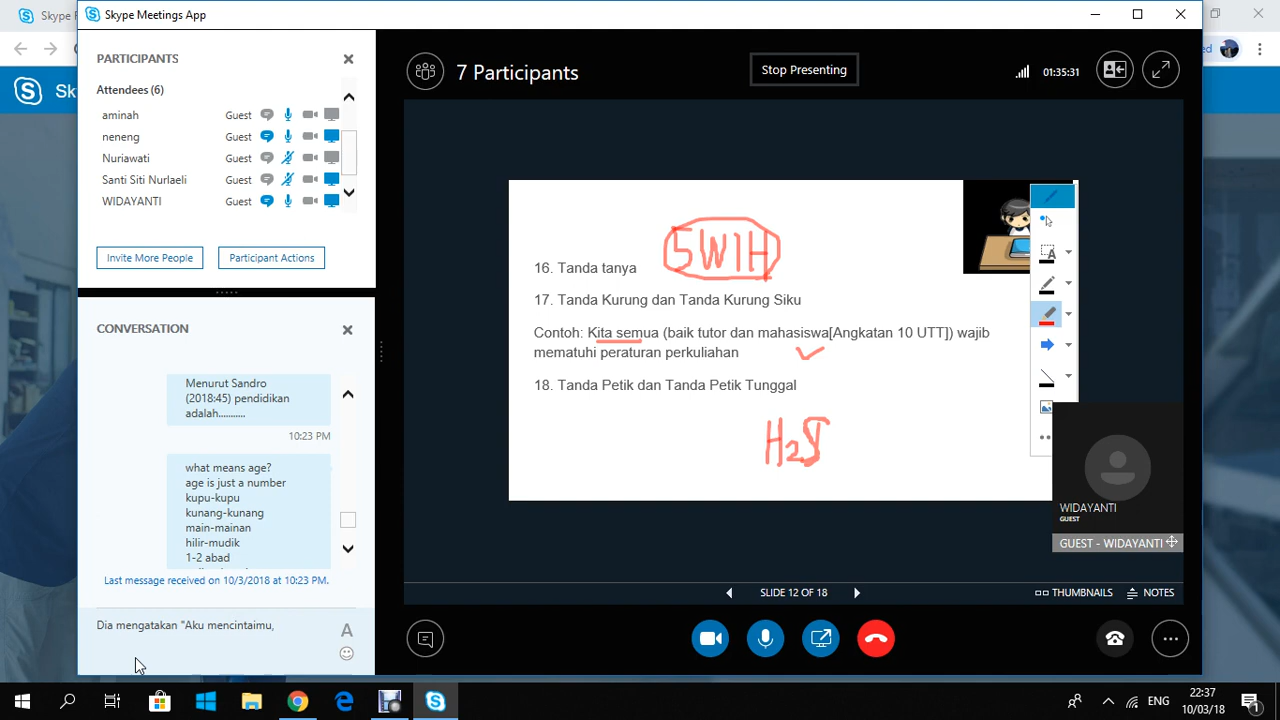 Skype
Skype Meetings App
ed
Sky
PARTICIPANTS
Attendees (6)
aminah Guest
neneng Guest
Nuriawati Guest
Santi Siti Nurlaeli Guest
WIDAYANTI Guest
Invite More People Participant Actions
CONVERSATION
Menurut Sandro
(2018:45) pendidikan
adalah...........
10:23 PM
what means age?
age is just a number
kupu-kupu
kunang-kunang
main-mainan
hilir-mudik
1-2 abad
Last message received on 10/3/2018 at 10:23 PM.
Dia mengatakan "Aku mencintaimu,
7 Participants
Stop Presenting
01:35:31
5W1H
16. Tanda tanya
17. Tanda Kurung dan Tanda Kurung Siku
Contoh: Kita semua (baik tutor dan mahasiswa[Angkatan 10 UTT]) wajib
mematuhi peraturan perkuliahan
18. Tanda Petik dan Tanda Petik Tunggal
WIDAYANTI
GUEST
GUEST - WIDAYANTI
SLIDE 12 OF 18
THUMBNAILS NOTES
ENG
22:37
10/03/18